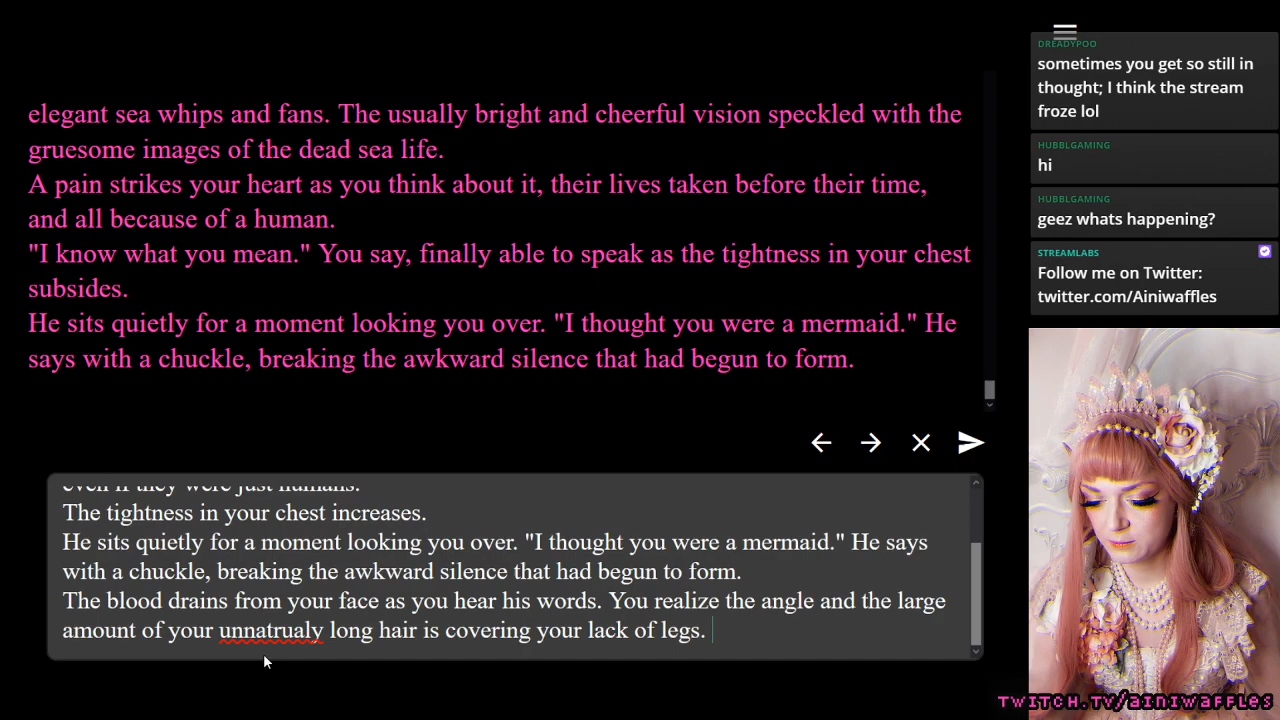 elegant sea whips and fans. The usually bright and cheerful vision speckled with the
gruesome images of the dead sea life.
A pain strikes your heart as you think about it, their lives taken before their time,
and all because of a human.
"I know what you mean." You say, finally able to speak as the tightness in your chest
subsides.
He sits quietly for a moment looking you over. "I thought you were a mermaid." He
says with a chuckle, breaking the awkward silence that had begun to form.
even if they were just humans.
The tightness in your chest increases.
He sits quietly for a moment looking you over. "I thought you were a mermaid." He says
with a chuckle, breaking the awkward silence that had begun to form.
The blood drains from your face as you hear his words. You realize the angle and the large
amount of your unnatrualy long hair is covering your lack of legs.
DREADYPOO
sometimes you get so still in
thought; I think the stream
froze lol
HUBBLGAMING
hi
HUBBLGAMING
geez whats happening?
STREAMLABS
Follow me on Twitter:
twitter.com/Ainiwaffles
TWITCH.TV/AINIWAFFLES